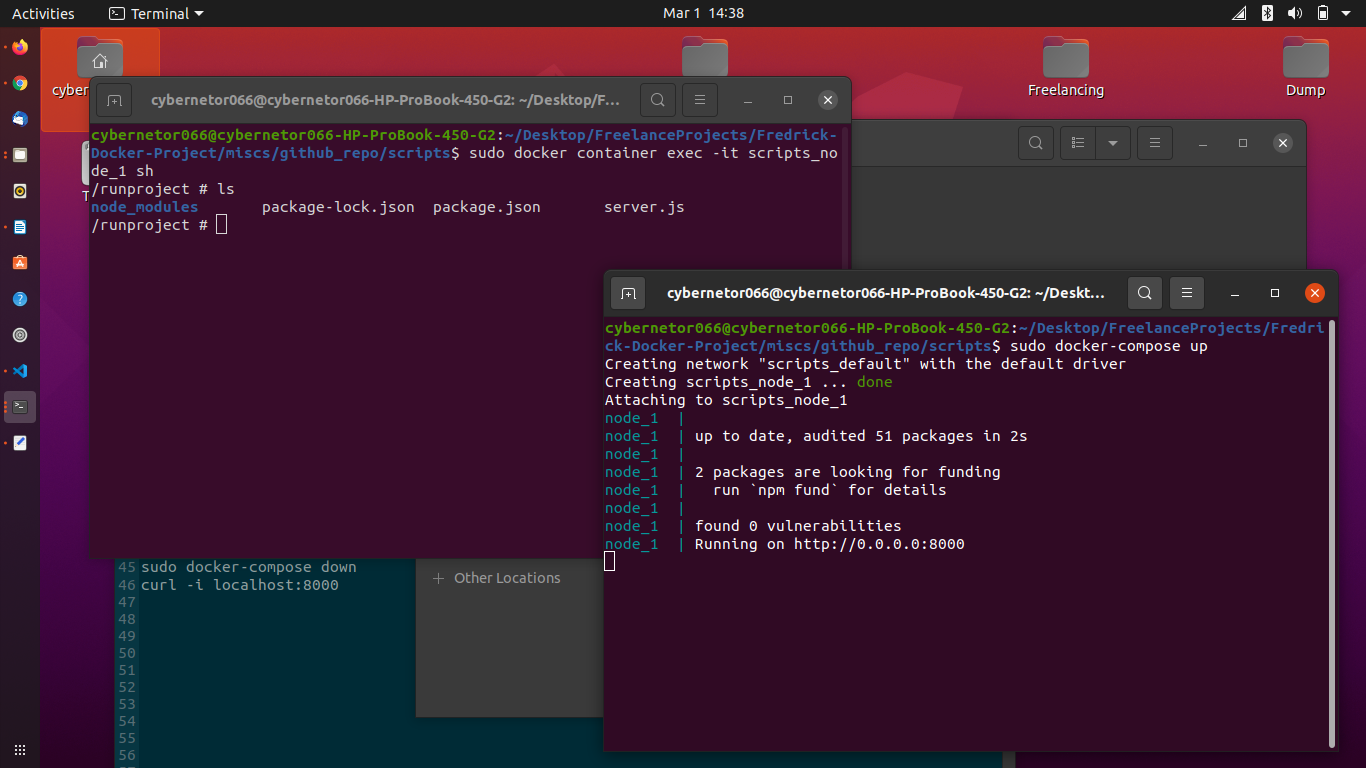 Activities
Terminal
Mar 1 14:38
cyber
Freelancing
Dump
cybernetor066@cybernetor066-HP-ProBook-450-G2: ~/Desktop/F...
cybernetor066@cybernetor066-HP-ProBook-450-G2:~/Desktop/FreelanceProjects/Fredrick-
Docker-Project/miscs/github_repo/scripts$ sudo docker container exec -it scripts_no
de_1 sh
/runproject # ls
node_modules package-lock.json package.json server.js
/runproject #
cybernetor066@cybernetor066-HP-ProBook-450-G2: ~/Deskt...
cybernetor066@cybernetor066-HP-ProBook-450-G2:~/Desktop/FreelanceProjects/Fredri
ck-Docker-Project/miscs/github_repo/scripts$ sudo docker-compose up
Creating network "scripts_default" with the default driver
Creating scripts_node_1 ... done
Attaching to scripts_node_1
node_1 |
node_1 | up to date, audited 51 packages in 2s
node_1 |
node_1 | 2 packages are looking for funding
node_1 | run `npm fund` for details
node_1 |
node_1 | found 0 vulnerabilities
node_1 | Running on http://0.0.0.0:8000
45 sudo docker-compose down
46 curl -i localhost:8000
47
48
49
50
51
52
53
54
55
56
+ Other Locations